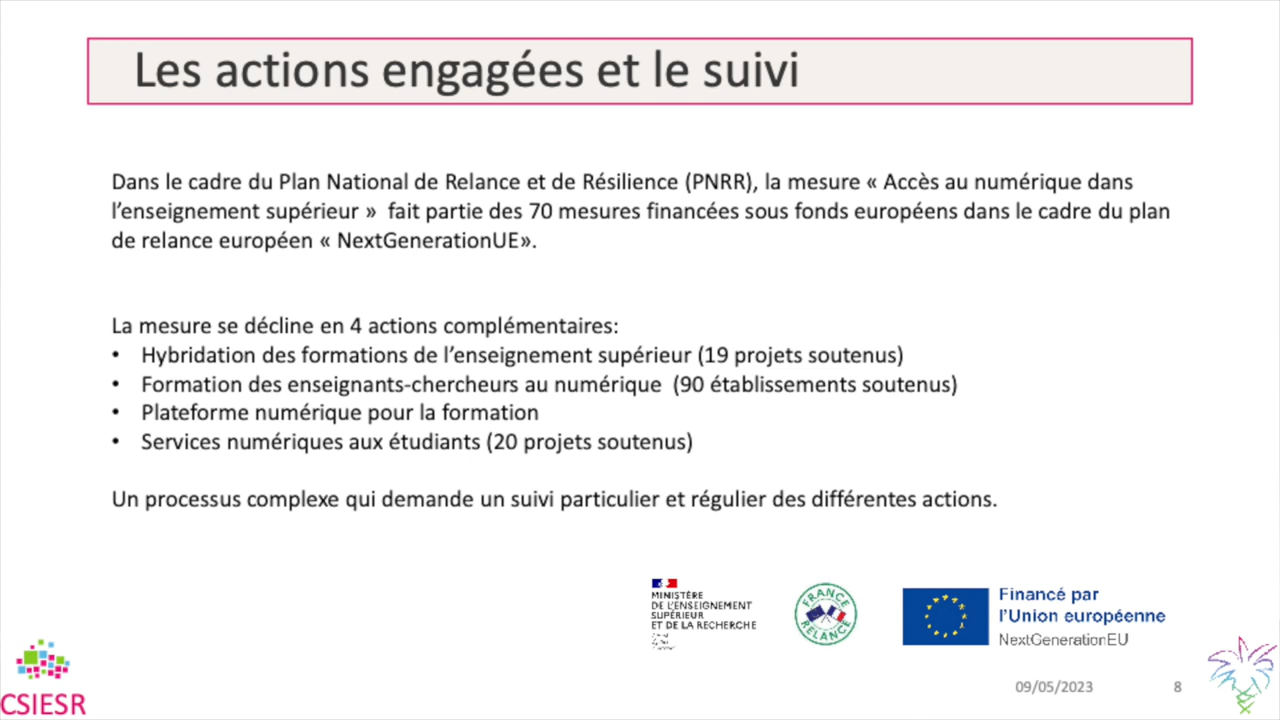 Les actions engagées et le suivi
Dans le cadre du Plan National de Relance et de Résilience (PNRR), la mesure « Accès au numérique dans
l’enseignement supérieur »  fait partie des 70 mesures financées sous fonds européens dans le cadre du plan
de relance européen « NextGenerationUE».
La mesure se décline en 4 actions complémentaires:
• Hybridation des formations de l’enseignement supérieur (19 projets soutenus)
• Formation des enseignants-chercheurs au numérique  (90 établissements soutenus)
• Plateforme numérique pour la formation
• Services numériques aux étudiants (20 projets soutenus)
Un processus complexe qui demande un suivi particulier et régulier des différentes actions.
MINISTÈRE
DE L'ENSEIGNEMENT
SUPÉRIEUR
ET DE LA RECHERCHE
FRANCE
RELANCE
Financé par
l’Union européenne
NextGenerationEU
CSIESR
09/05/2023
8